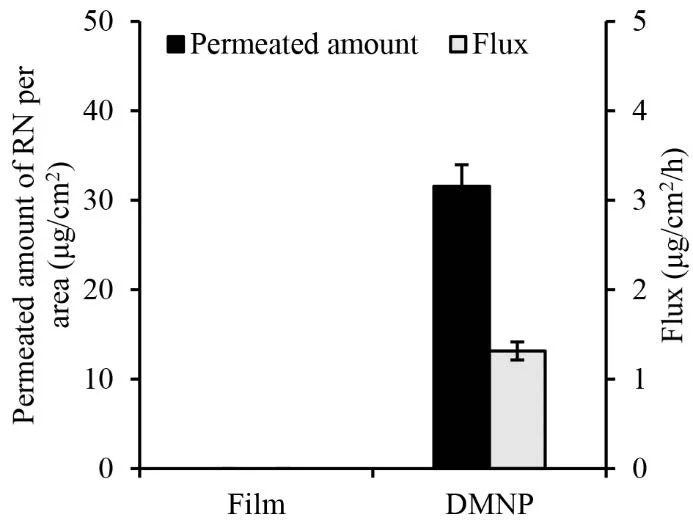 Permeated amount of RN per
area (µg/cm²)
50
40
30
20
10
0
Permeated amount
Flux
5
4
3
2
1
0
Flux (µg/cm²/h)
Film
DMNP